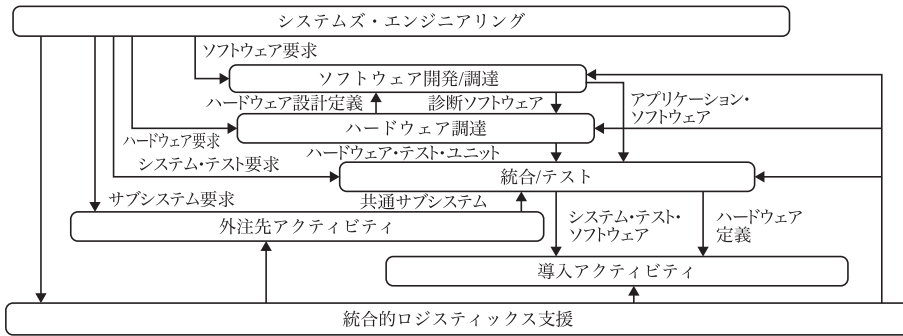 システムズ・エンジニアリング
ソフトウェア要求
ソフトウェア開発/調達
ハードウェア設計定義
診断ソフトウェア
アプリケーション・
ソフトウェア
ハードウェア調達
ハードウェア要求
ハードウェア・テスト・ユニット
システム・テスト要求
統合/テスト
サブシステム要求
共通サブシステム
外注先アクティビティ
システム・テスト・
ソフトウェア
ハードウェア
定義
導入アクティビティ
統合的ロジスティックス支援